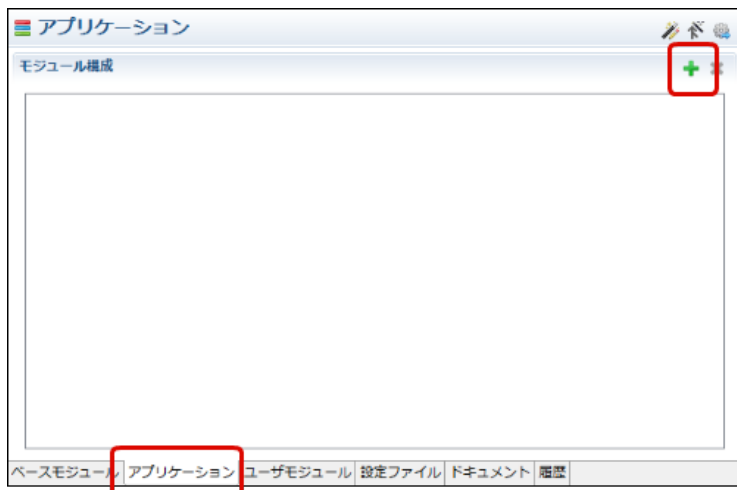 アプリケーション
モジュール構成
ベースモジュール アプリケーション ユーザモジュール 設定ファイル ドキュメント 履歴